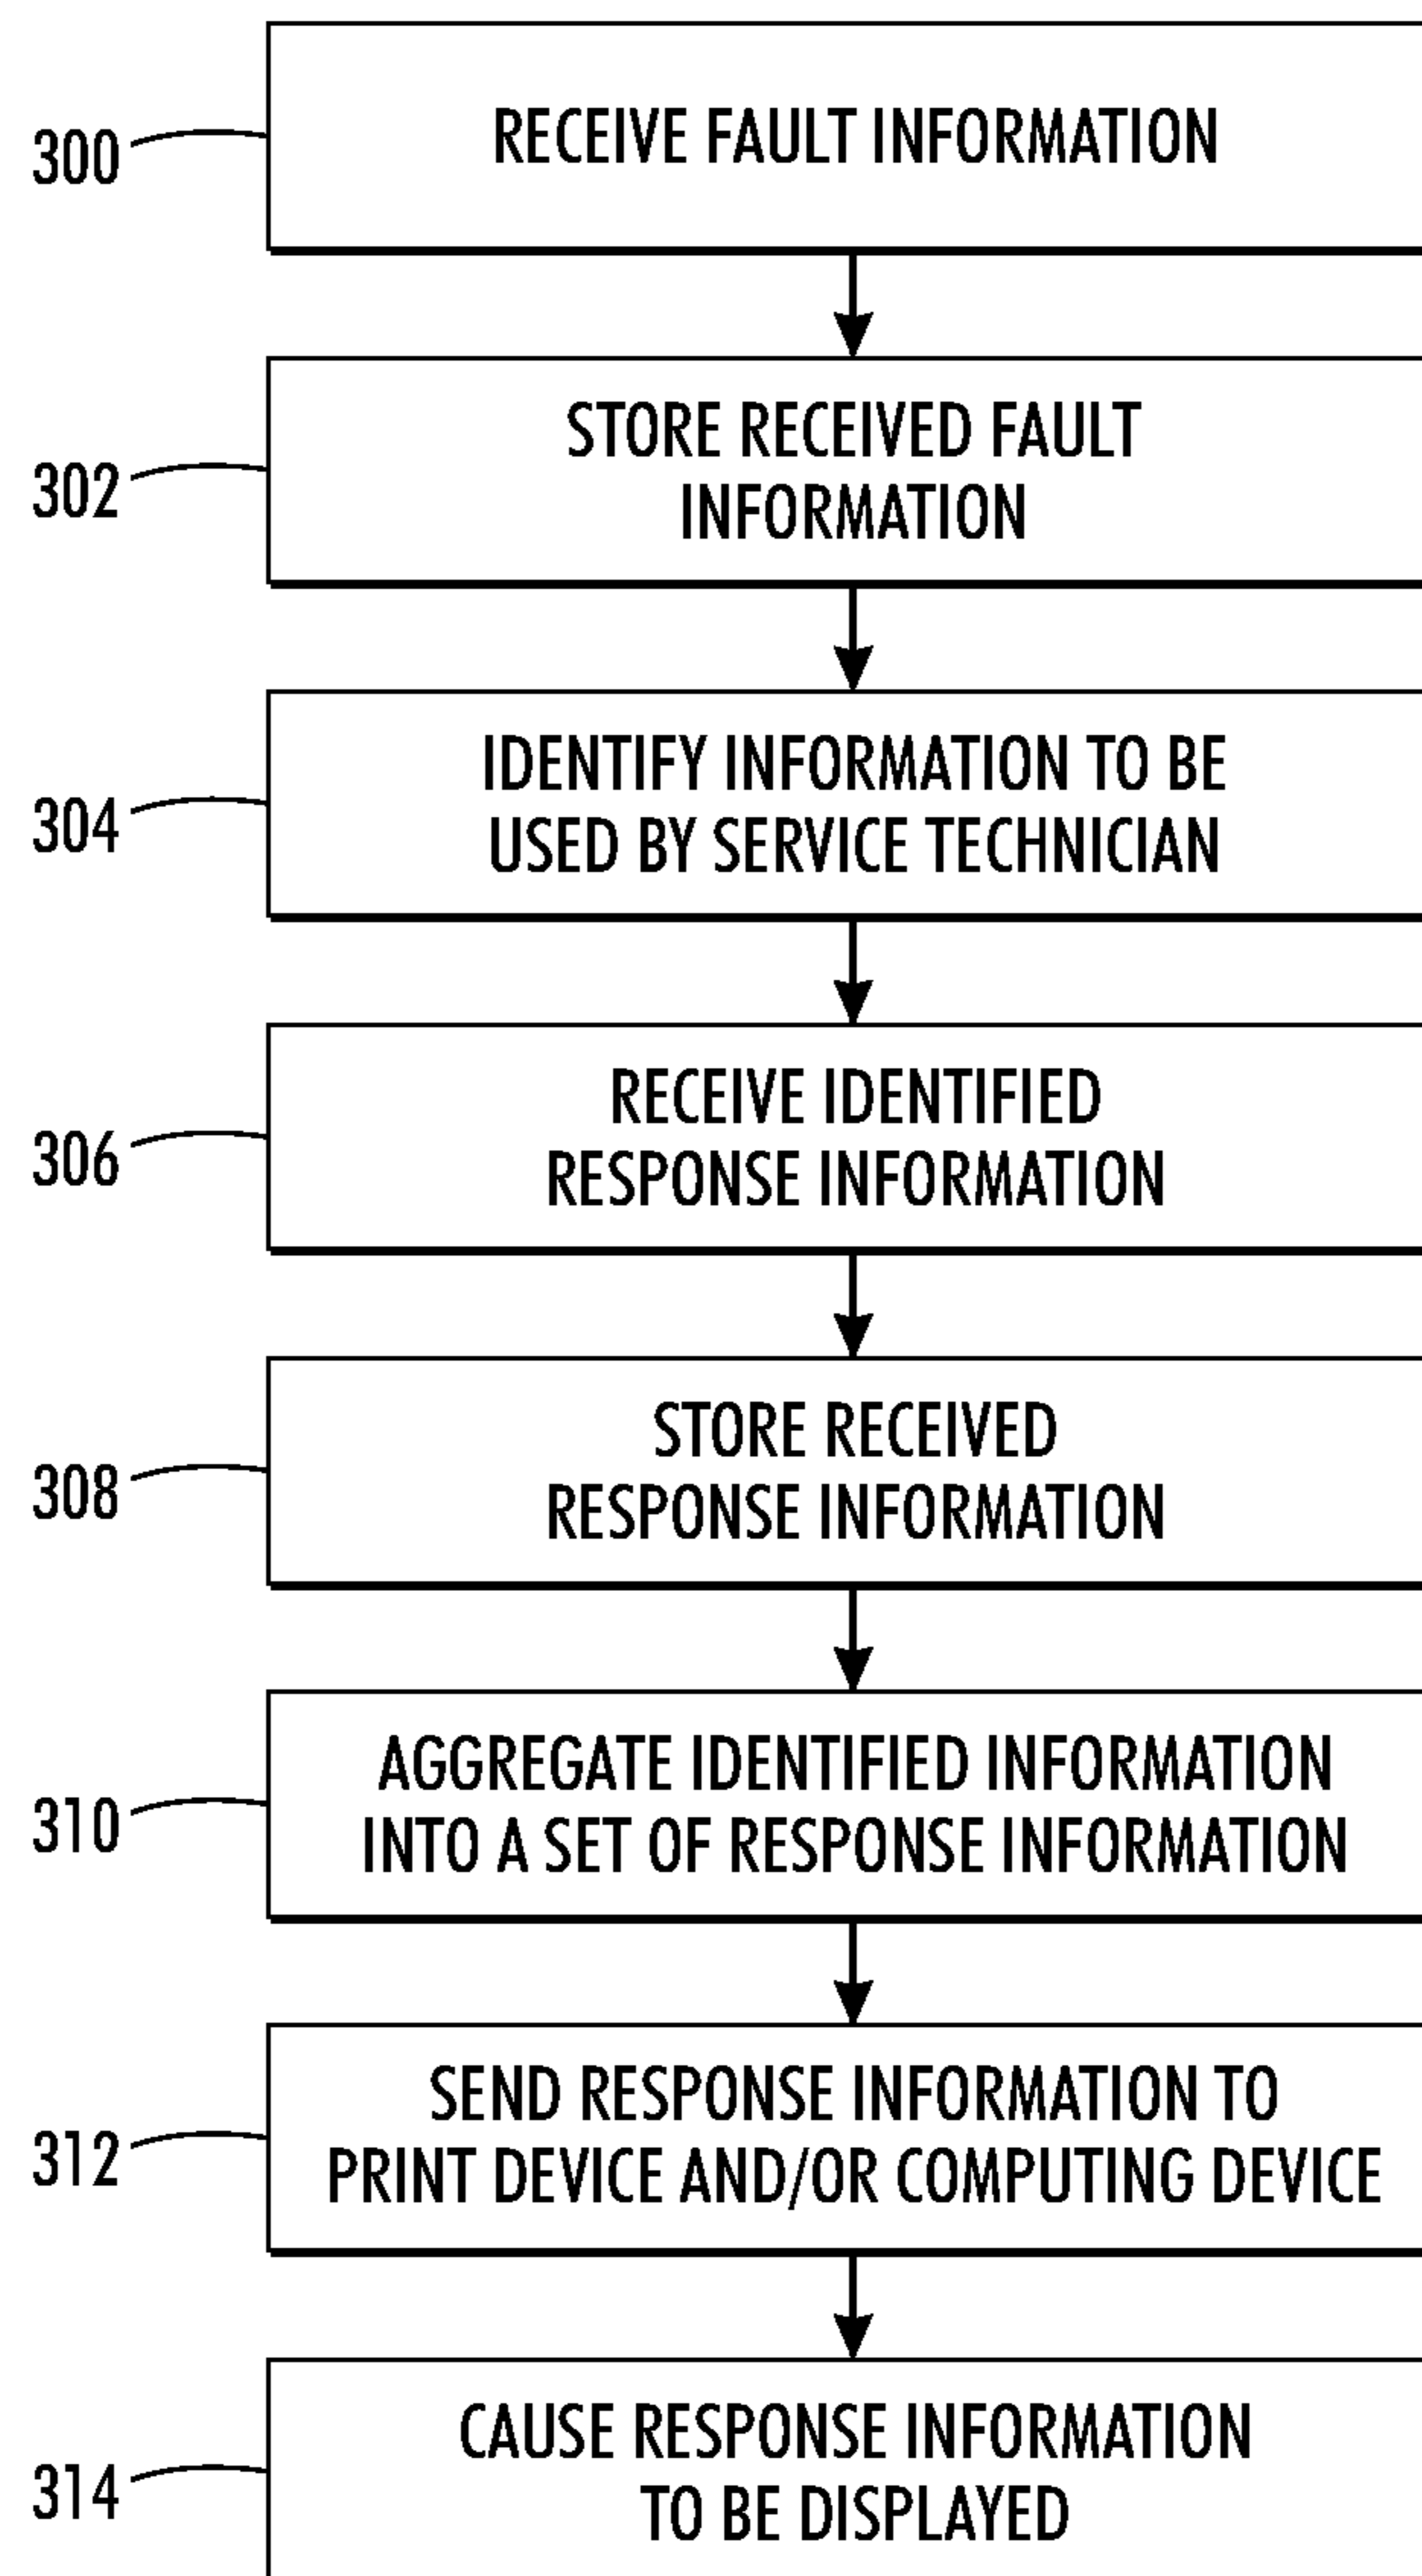 300
RECEIVE FAULT INFORMATION
302
STORE RECEIVED FAULT
INFORMATION
304
IDENTIFY INFORMATION TO BE
USED BY SERVICE TECHNICIAN
306
RECEIVE IDENTIFIED
RESPONSE INFORMATION
308
STORE RECEIVED
RESPONSE INFORMATION
310
AGGREGATE IDENTIFIED INFORMATION
INTO A SET OF RESPONSE INFORMATION
312
SEND RESPONSE INFORMATION TO
PRINT DEVICE AND/OR COMPUTING DEVICE
314
CAUSE RESPONSE INFORMATION
TO BE DISPLAYED